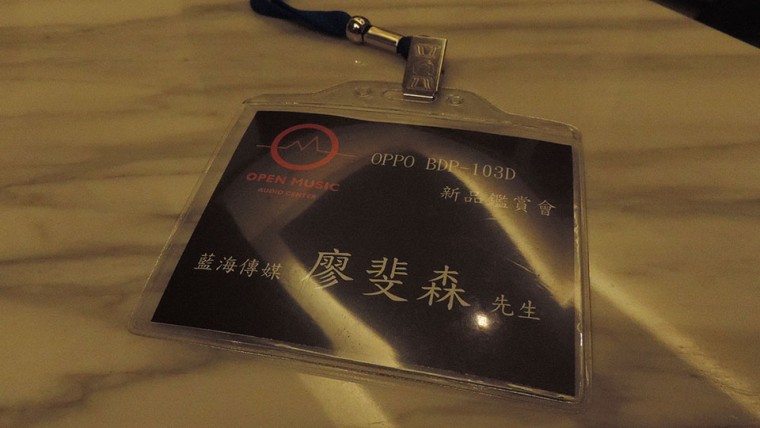 OPEN MUSIC
AUDIO CENTER
OPPO BDP-103D
新品鑑賞會
藍海傳媒 廖斐森 先生